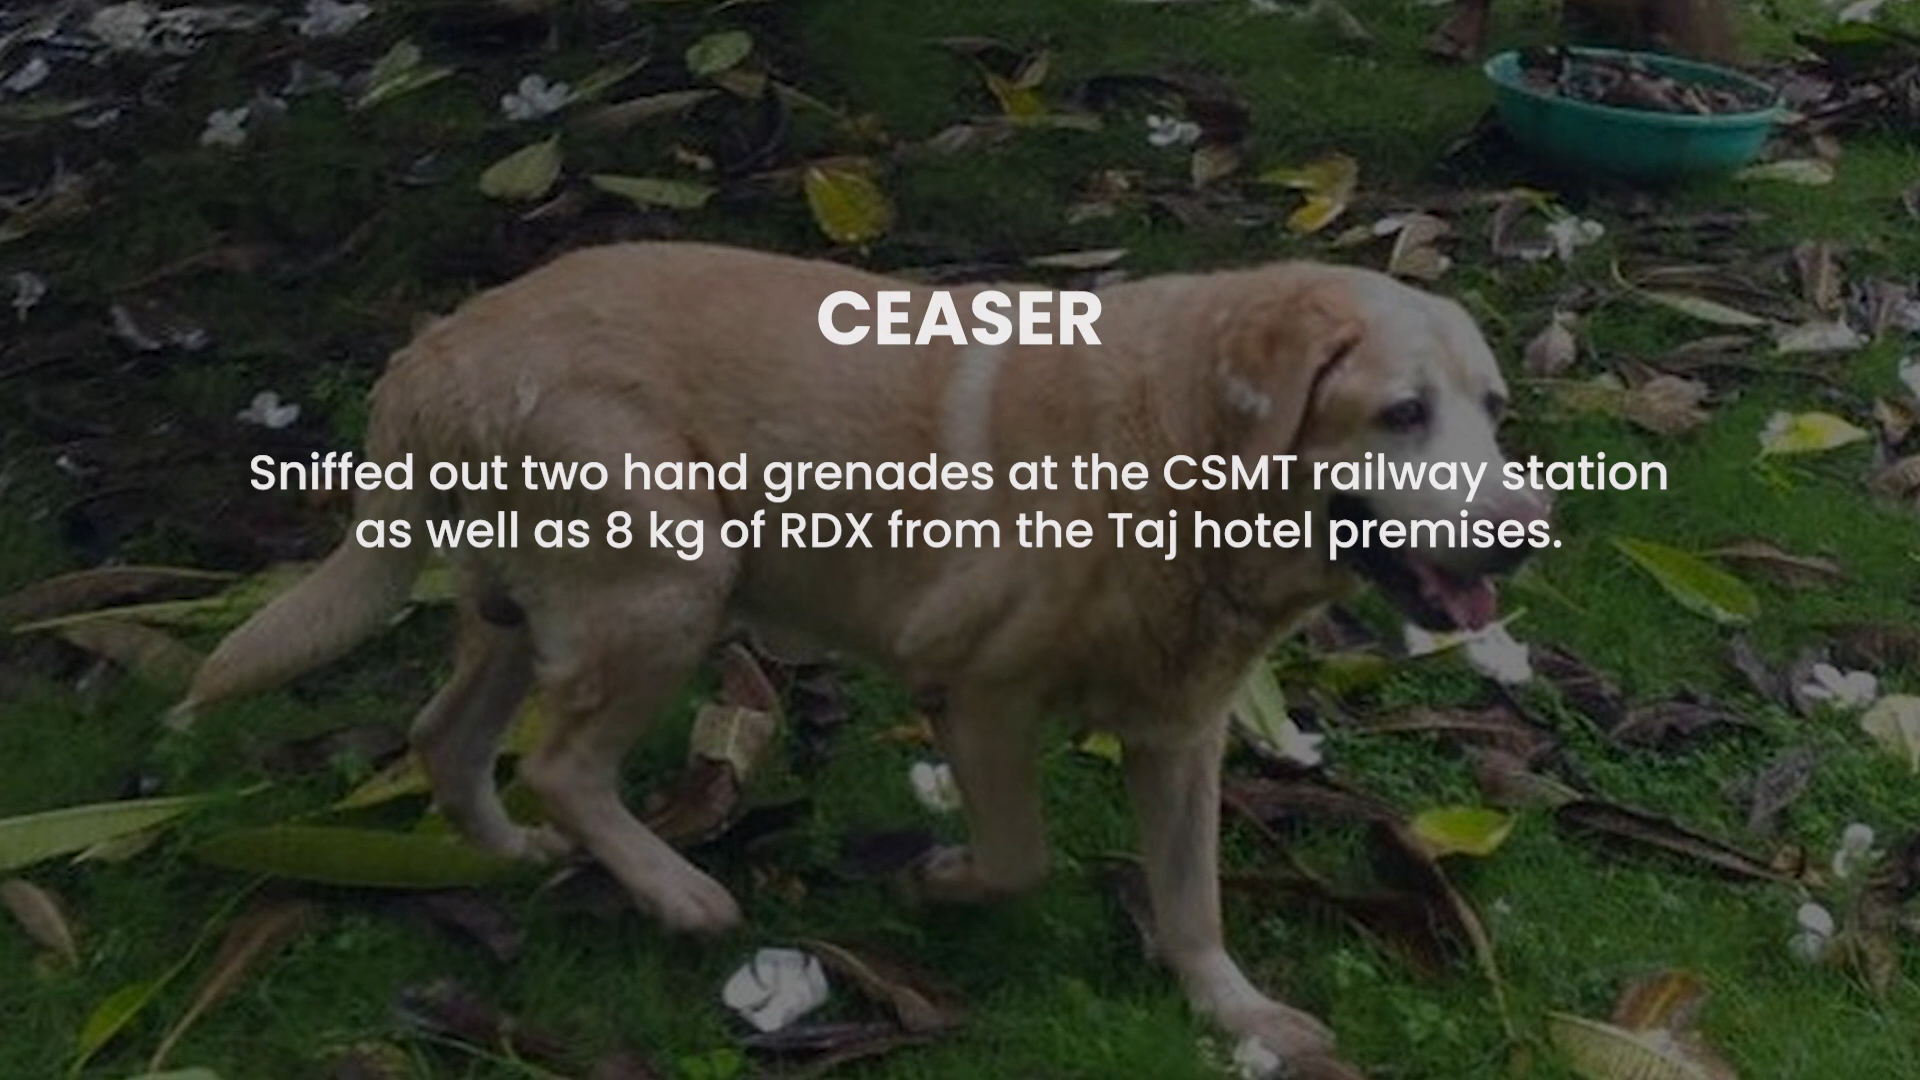 CEASER
Sniffed out two hand grenades at the CSMT railway station
as well as 8 kg of RDX from the Taj hotel premises.